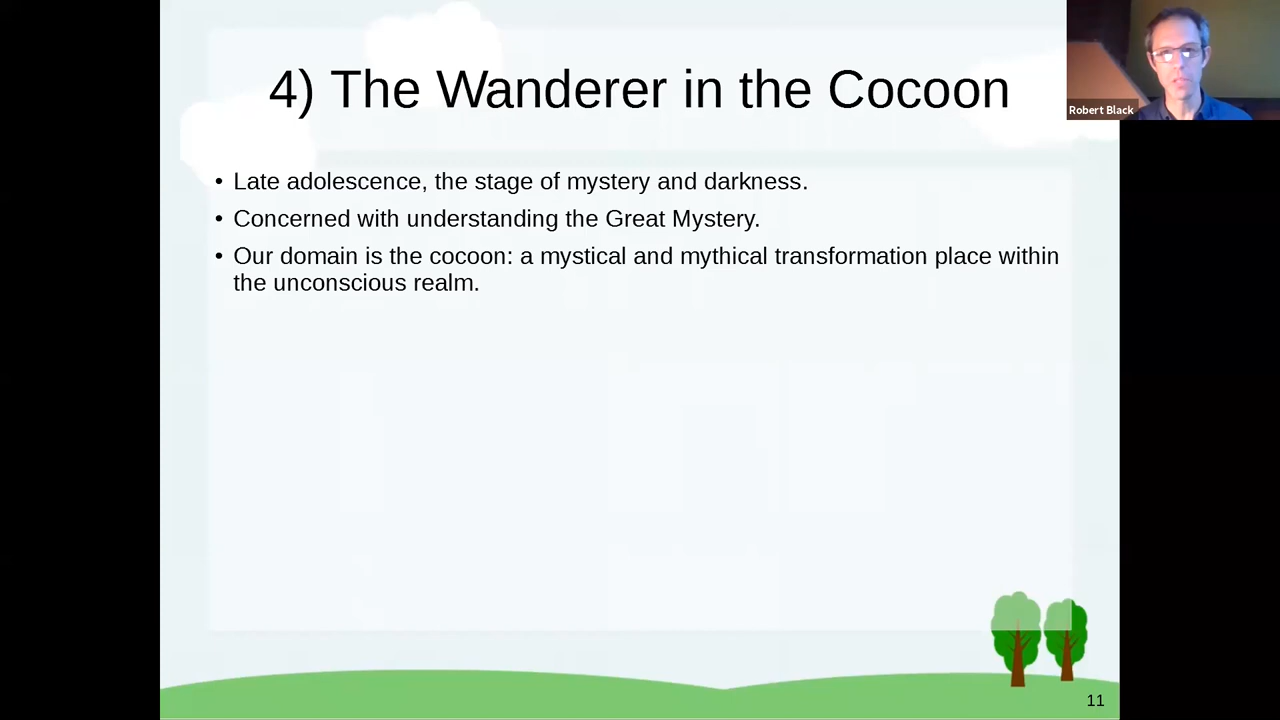 4) The Wanderer in the Cocoon
Robert Black
• Late adolescence, the stage of mystery and darkness.
• Concerned with understanding the Great Mystery.
• Our domain is the cocoon: a mystical and mythical transformation place within
the unconscious realm.
11